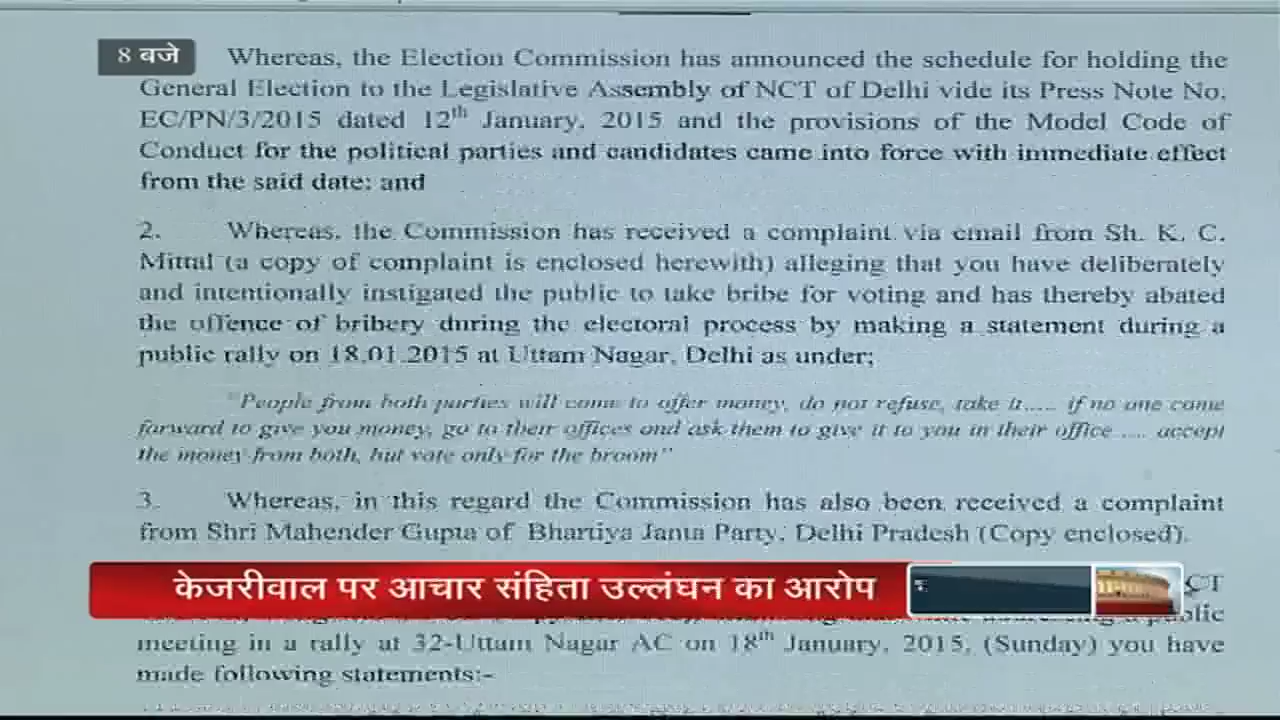 8 बजे
Whereas, the Election Commission has announced the schedule for holding the
General Election to the Legislative Assembly of NCT of Delhi vide its Press Note No.
EC/PN/3/2015 dated 12th January, 2015 and the provisions of the Model Code of
Conduct for the political parties and candidates came into force with immediate effect
from the said date: and
2. Whereas, the Commission has received a complaint via email from Sh. K. C.
Mittal (a copy of complaint is enclosed herewith) alleging that you have deliberately
and intentionally instigated the public to take bribe for voting and has thereby abated
the offence of bribery during the electoral process by making a statement during a
public rally on 18.01.2015 at Uttam Nagar, Delhi as under;
"People from both parties will come to offer money, do not refuse, take it..... if no one come
forward to give you money, go to their offices and ask them to give it to you in their office..... accept
the money from both, but vote only for the broom"
3. Whereas, in this regard the Commission has also been received a complaint
from Shri Mahender Gupta of Bhartiya Janta Party, Delhi Pradesh (Copy enclosed).
केजरीवाल पर आचार संहिता उल्लंघन का आरोप
meeting in a rally at 32-Uttam Nagar AC on 18th January, 2015, (Sunday) you have
made following statements:-